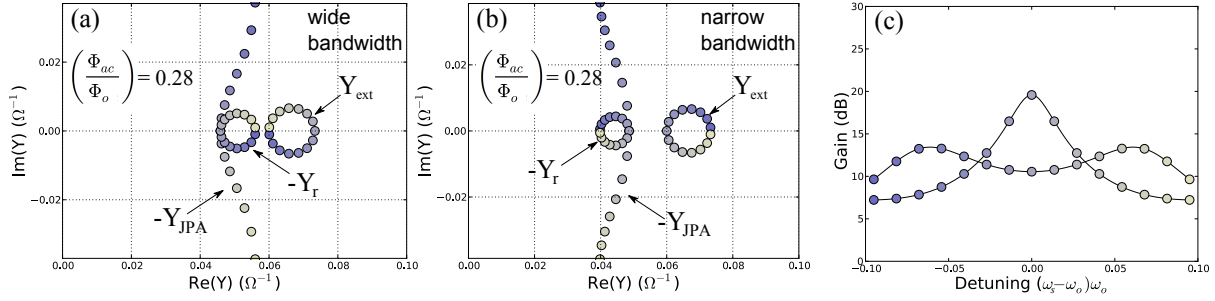 (a)
wide
bandwidth
(Φac/Φo) = 0.28
Yext
-Yr
-YJPA
0.02
0.00
−0.02
Im(Y) (Ω⁻¹)
0.00 0.02 0.04 0.06 0.08 0.10
Re(Y) (Ω⁻¹)
(b)
narrow
bandwidth
(Φac/Φo) = 0.28
Yext
-Yr
-YJPA
0.02
0.00
−0.02
Im(Y) (Ω⁻¹)
0.00 0.02 0.04 0.06 0.08 0.10
Re(Y) (Ω⁻¹)
(c)
30
25
20
15
10
5
0
Gain (dB)
−0.10 −0.05 0.00 0.05 0.10
Detuning (ωs−ωo)ωo